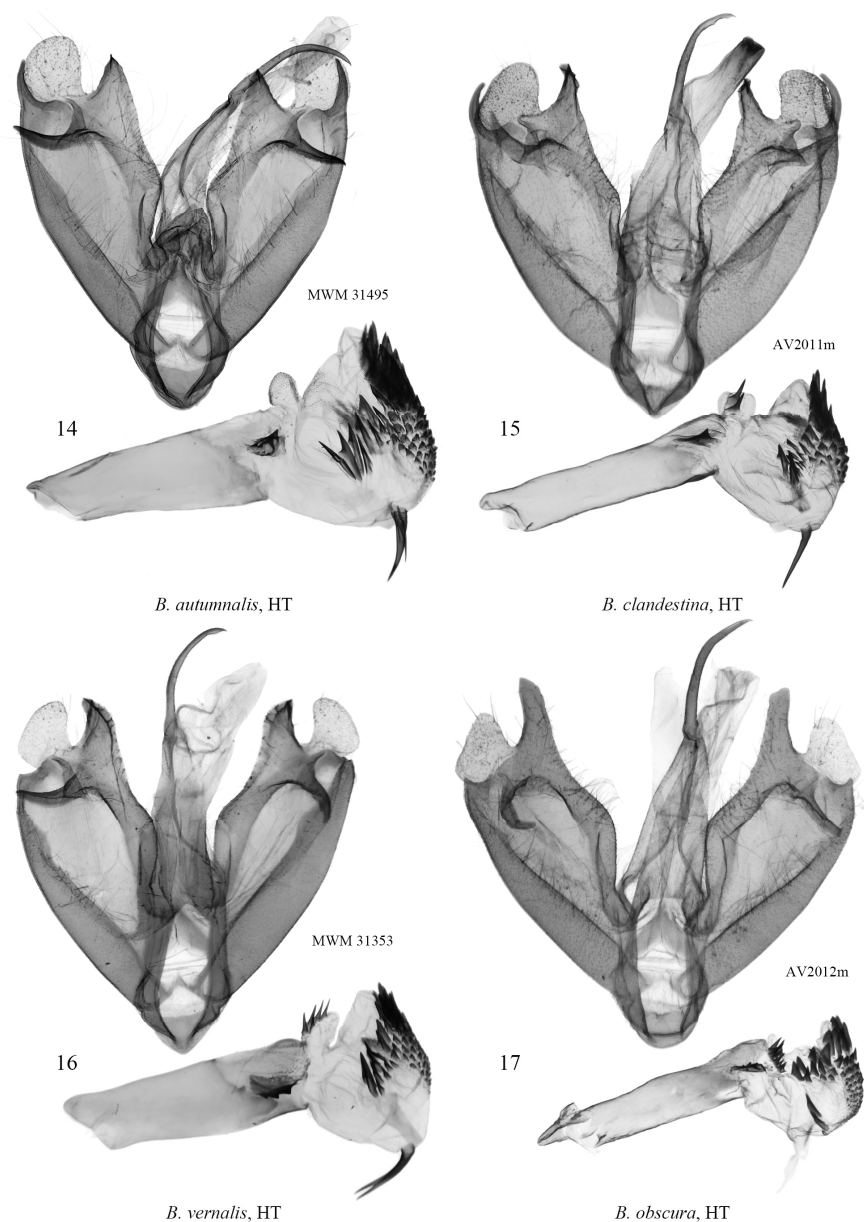 MWM 31495
AV2011m
14
15
B. autumnalis, HT
B. clandestina, HT
MWM 31353
AV2012m
16
17
B. vernalis, HT
B. obscura, HT